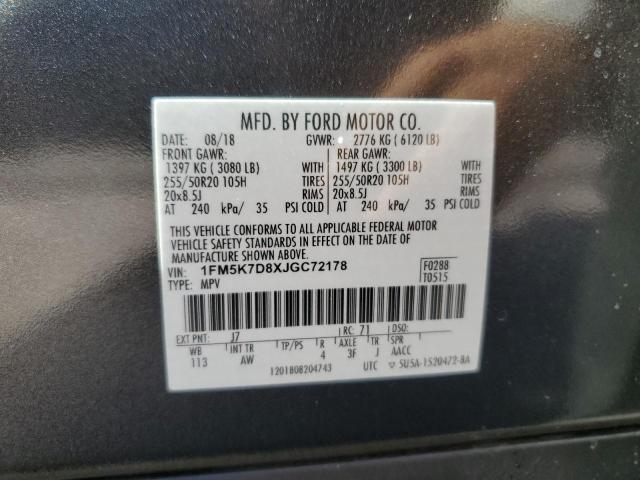 MFD. BY FORD MOTOR CO.
DATE: 08/18 GVWR: 2776 KG ( 6120 LB)
FRONT GAWR: REAR GAWR:
1397 KG ( 3080 LB) WITH 1497 KG ( 3300 LB) WITH
255/50R20 105H TIRES 255/50R20 105H TIRES
20x8.5J RIMS 20x8.5J RIMS
AT 240 kPa/ 35 PSI COLD AT 240 kPa/ 35 PSI COLD
THIS VEHICLE CONFORMS TO ALL APPLICABLE FEDERAL MOTOR
VEHICLE SAFETY STANDARDS IN EFFECT ON THE DATE OF
MANUFACTURE SHOWN ABOVE.
VIN: 1FM5K7D8XJGC72178 F0288
TYPE: MPV T0515
EXT PNT: J7 RC: 71 DSO:
WB INT TR TP/PS R AXLE TR SPR
113 AW 4 3F J AACC
1201808204743 UTC 5U5A-1520472-BA